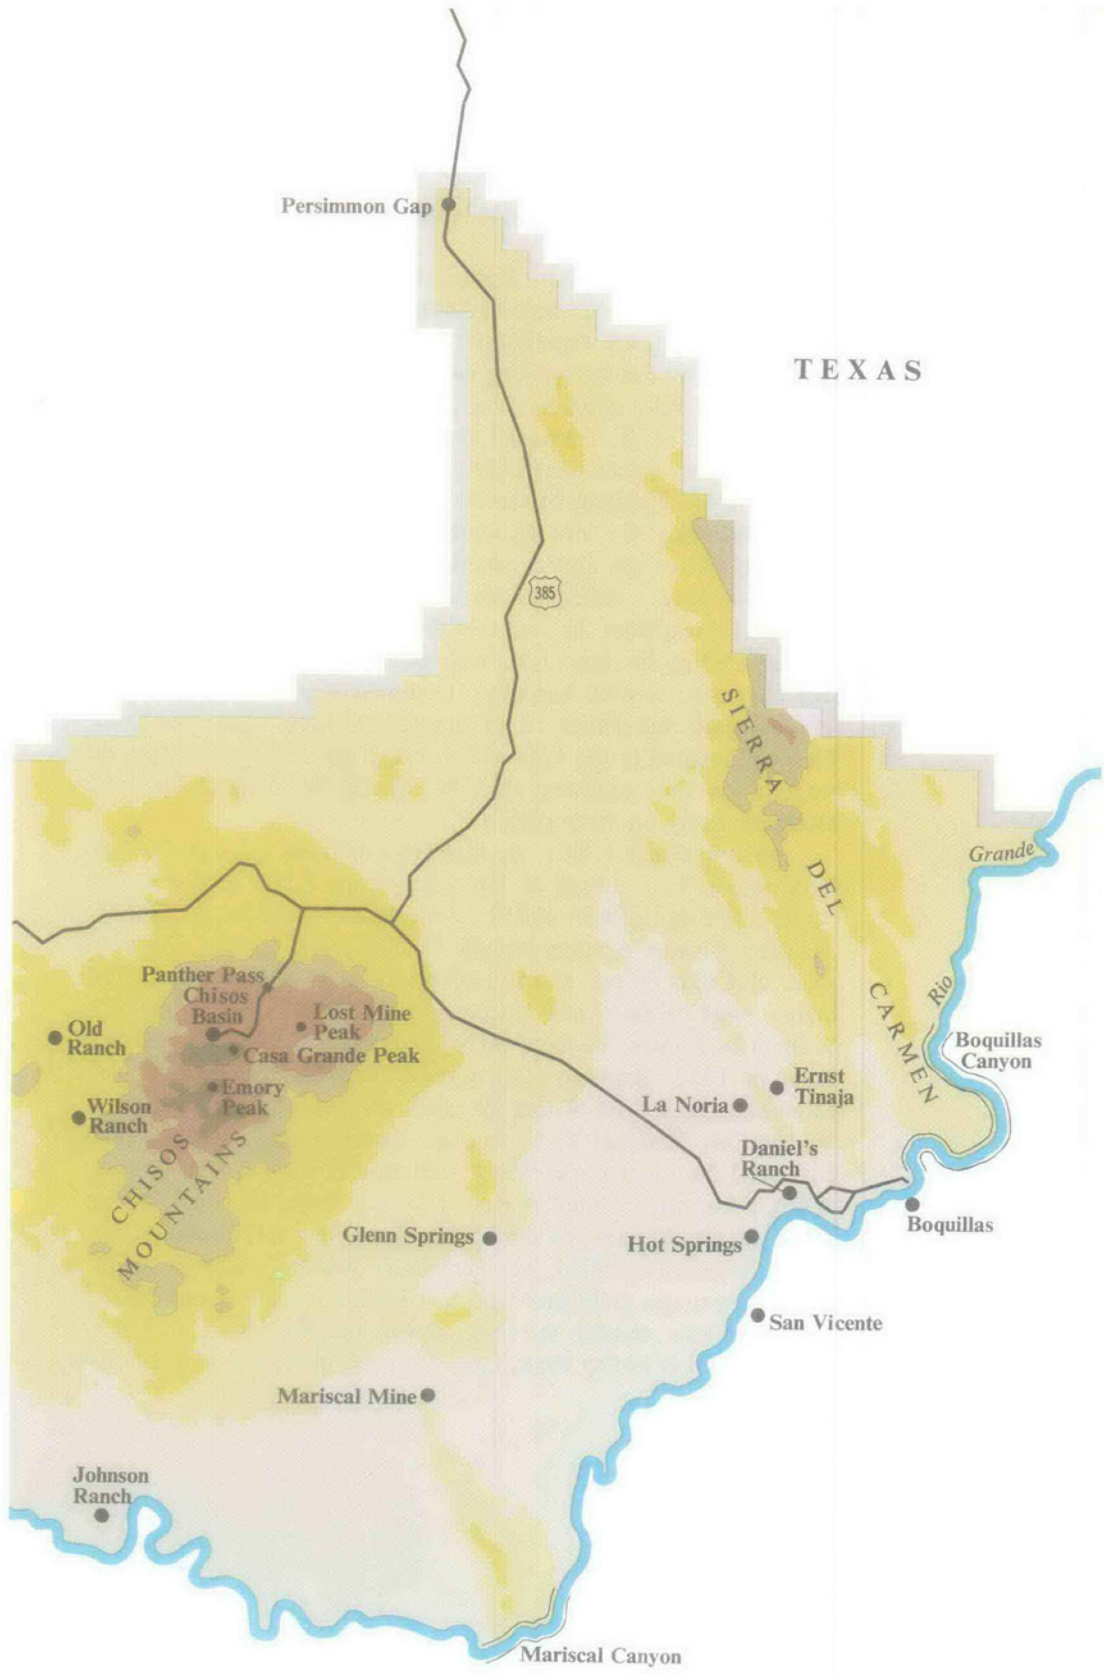 Persimmon Gap
TEXAS
385
SIERRA
DEL
CARMEN
Grande
Rio
Panther Pass
Chisos
Basin
Lost Mine
Peak
Old
Ranch
Casa Grande Peak
Boquillas
Canyon
Ernst
Tinaja
Emory
Peak
La Noria
Wilson
Ranch
CHISOS
MOUNTAINS
Daniel's
Ranch
Boquillas
Glenn Springs
Hot Springs
San Vicente
Mariscal Mine
Johnson
Ranch
Mariscal Canyon